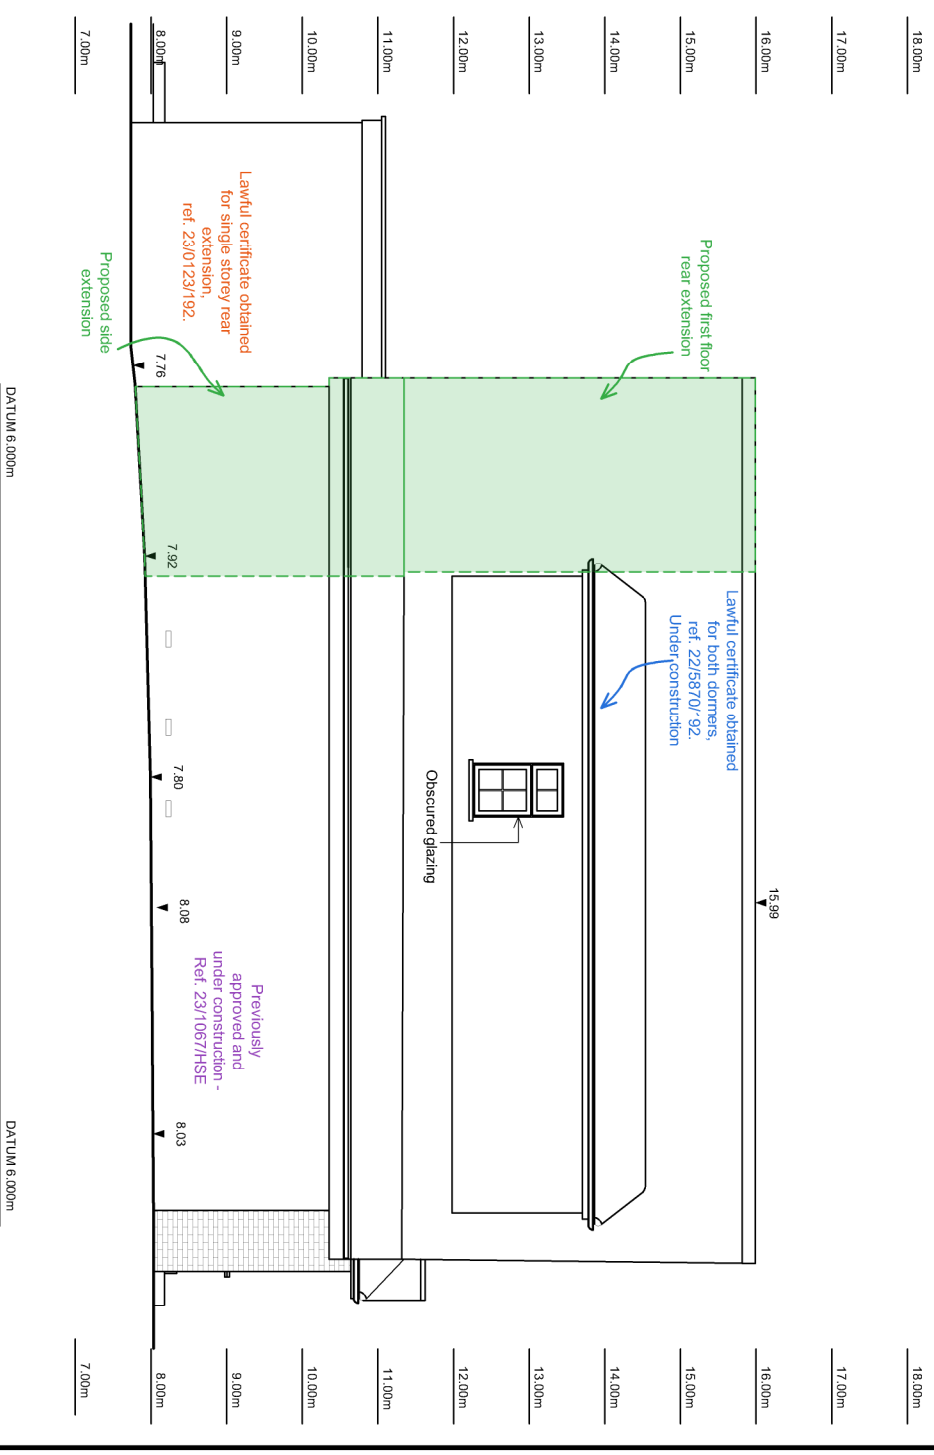 18.00m
17.00m
16.00m
15.00m
14.00m
13.00m
12.00m
11.00m
10.00m
9.00m
8.00m
7.00m
Proposed first floor
rear extension
Lawful certificate obtained
for both dormers,
ref. 22/5870/192.
Under construction
15.99
Obscured glazing
Lawful certificate obtained
for single storey rear
extension,
ref. 23/0123/192.
Proposed side
extension
Previously
approved and
under construction -
Ref. 23/1067/HSE
7.76
7.92
7.80
8.08
8.03
18.00m
17.00m
16.00m
15.00m
14.00m
13.00m
12.00m
11.00m
10.00m
9.00m
8.00m
7.00m
DATUM 6.000m
DATUM 6.000m